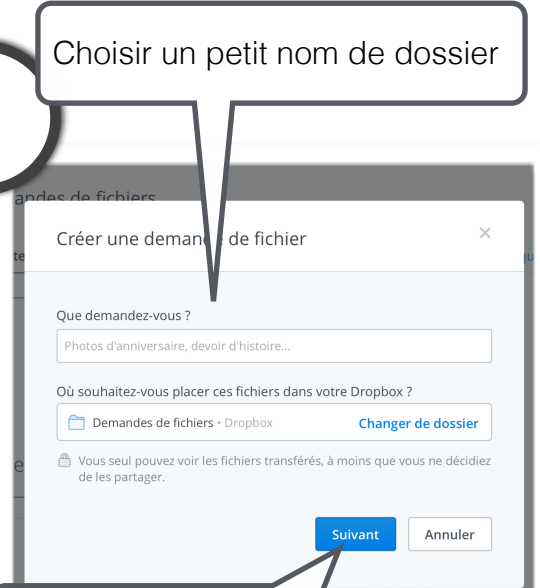 Choisir un petit nom de dossier
andes de fichiers
Créer une demande de fichier
Que demandez-vous ?
Photos d'anniversaire, devoir d'histoire...
Où souhaitez-vous placer ces fichiers dans votre Dropbox ?
Demandes de fichiers • Dropbox Changer de dossier
Vous seul pouvez voir les fichiers transférés, à moins que vous ne décidiez
de les partager.
Suivant Annuler